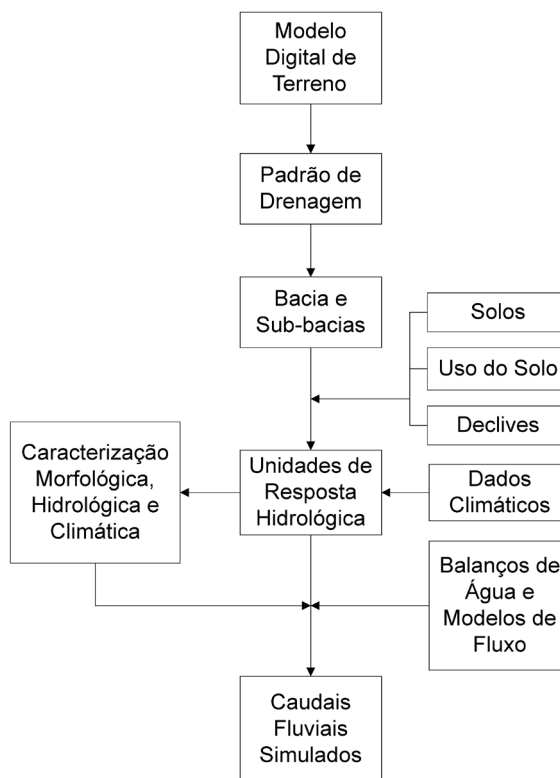 Modelo
Digital de
Terreno
Padrão de
Drenagem
Bacia e
Sub-bacias
Solos
Uso do Solo
Declives
Caracterização
Morfológica,
Hidrológica e
Climática
Unidades de
Resposta
Hidrológica
Dados
Climáticos
Balanços de
Água e
Modelos de
Fluxo
Caudais
Fluviais
Simulados